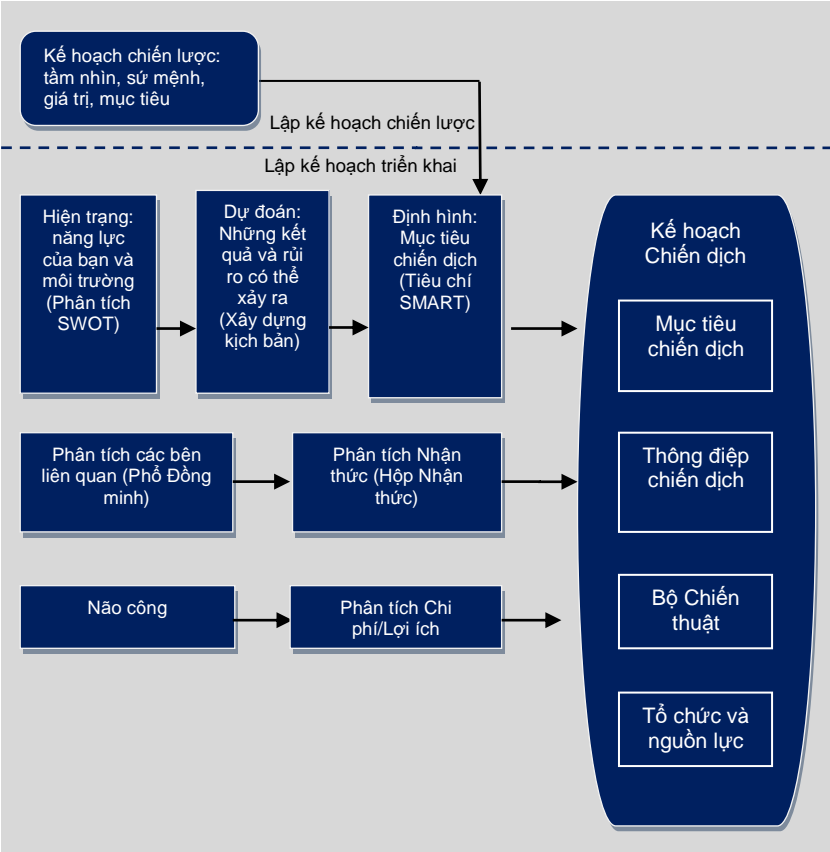 Kế hoạch chiến lược:
tầm nhìn, sứ mệnh,
giá trị, mục tiêu
Lập kế hoạch chiến lược
Lập kế hoạch triển khai
Hiện trạng:
năng lực
của bạn và
môi trường
(Phân tích
SWOT)
Dự đoán:
Những kết
quả và rủi
ro có thể
xảy ra
(Xây dựng
kịch bản)
Định hình:
Mục tiêu
chiến dịch
(Tiêu chí
SMART)
Kế hoạch
Chiến dịch
Mục tiêu
chiến dịch
Phân tích các bên
liên quan (Phổ Đồng
minh)
Phân tích Nhận
thức (Hộp Nhận
thức)
Thông điệp
chiến dịch
Não công
Phân tích Chi
phí/Lợi ích
Bộ Chiến
thuật
Tổ chức và
nguồn lực